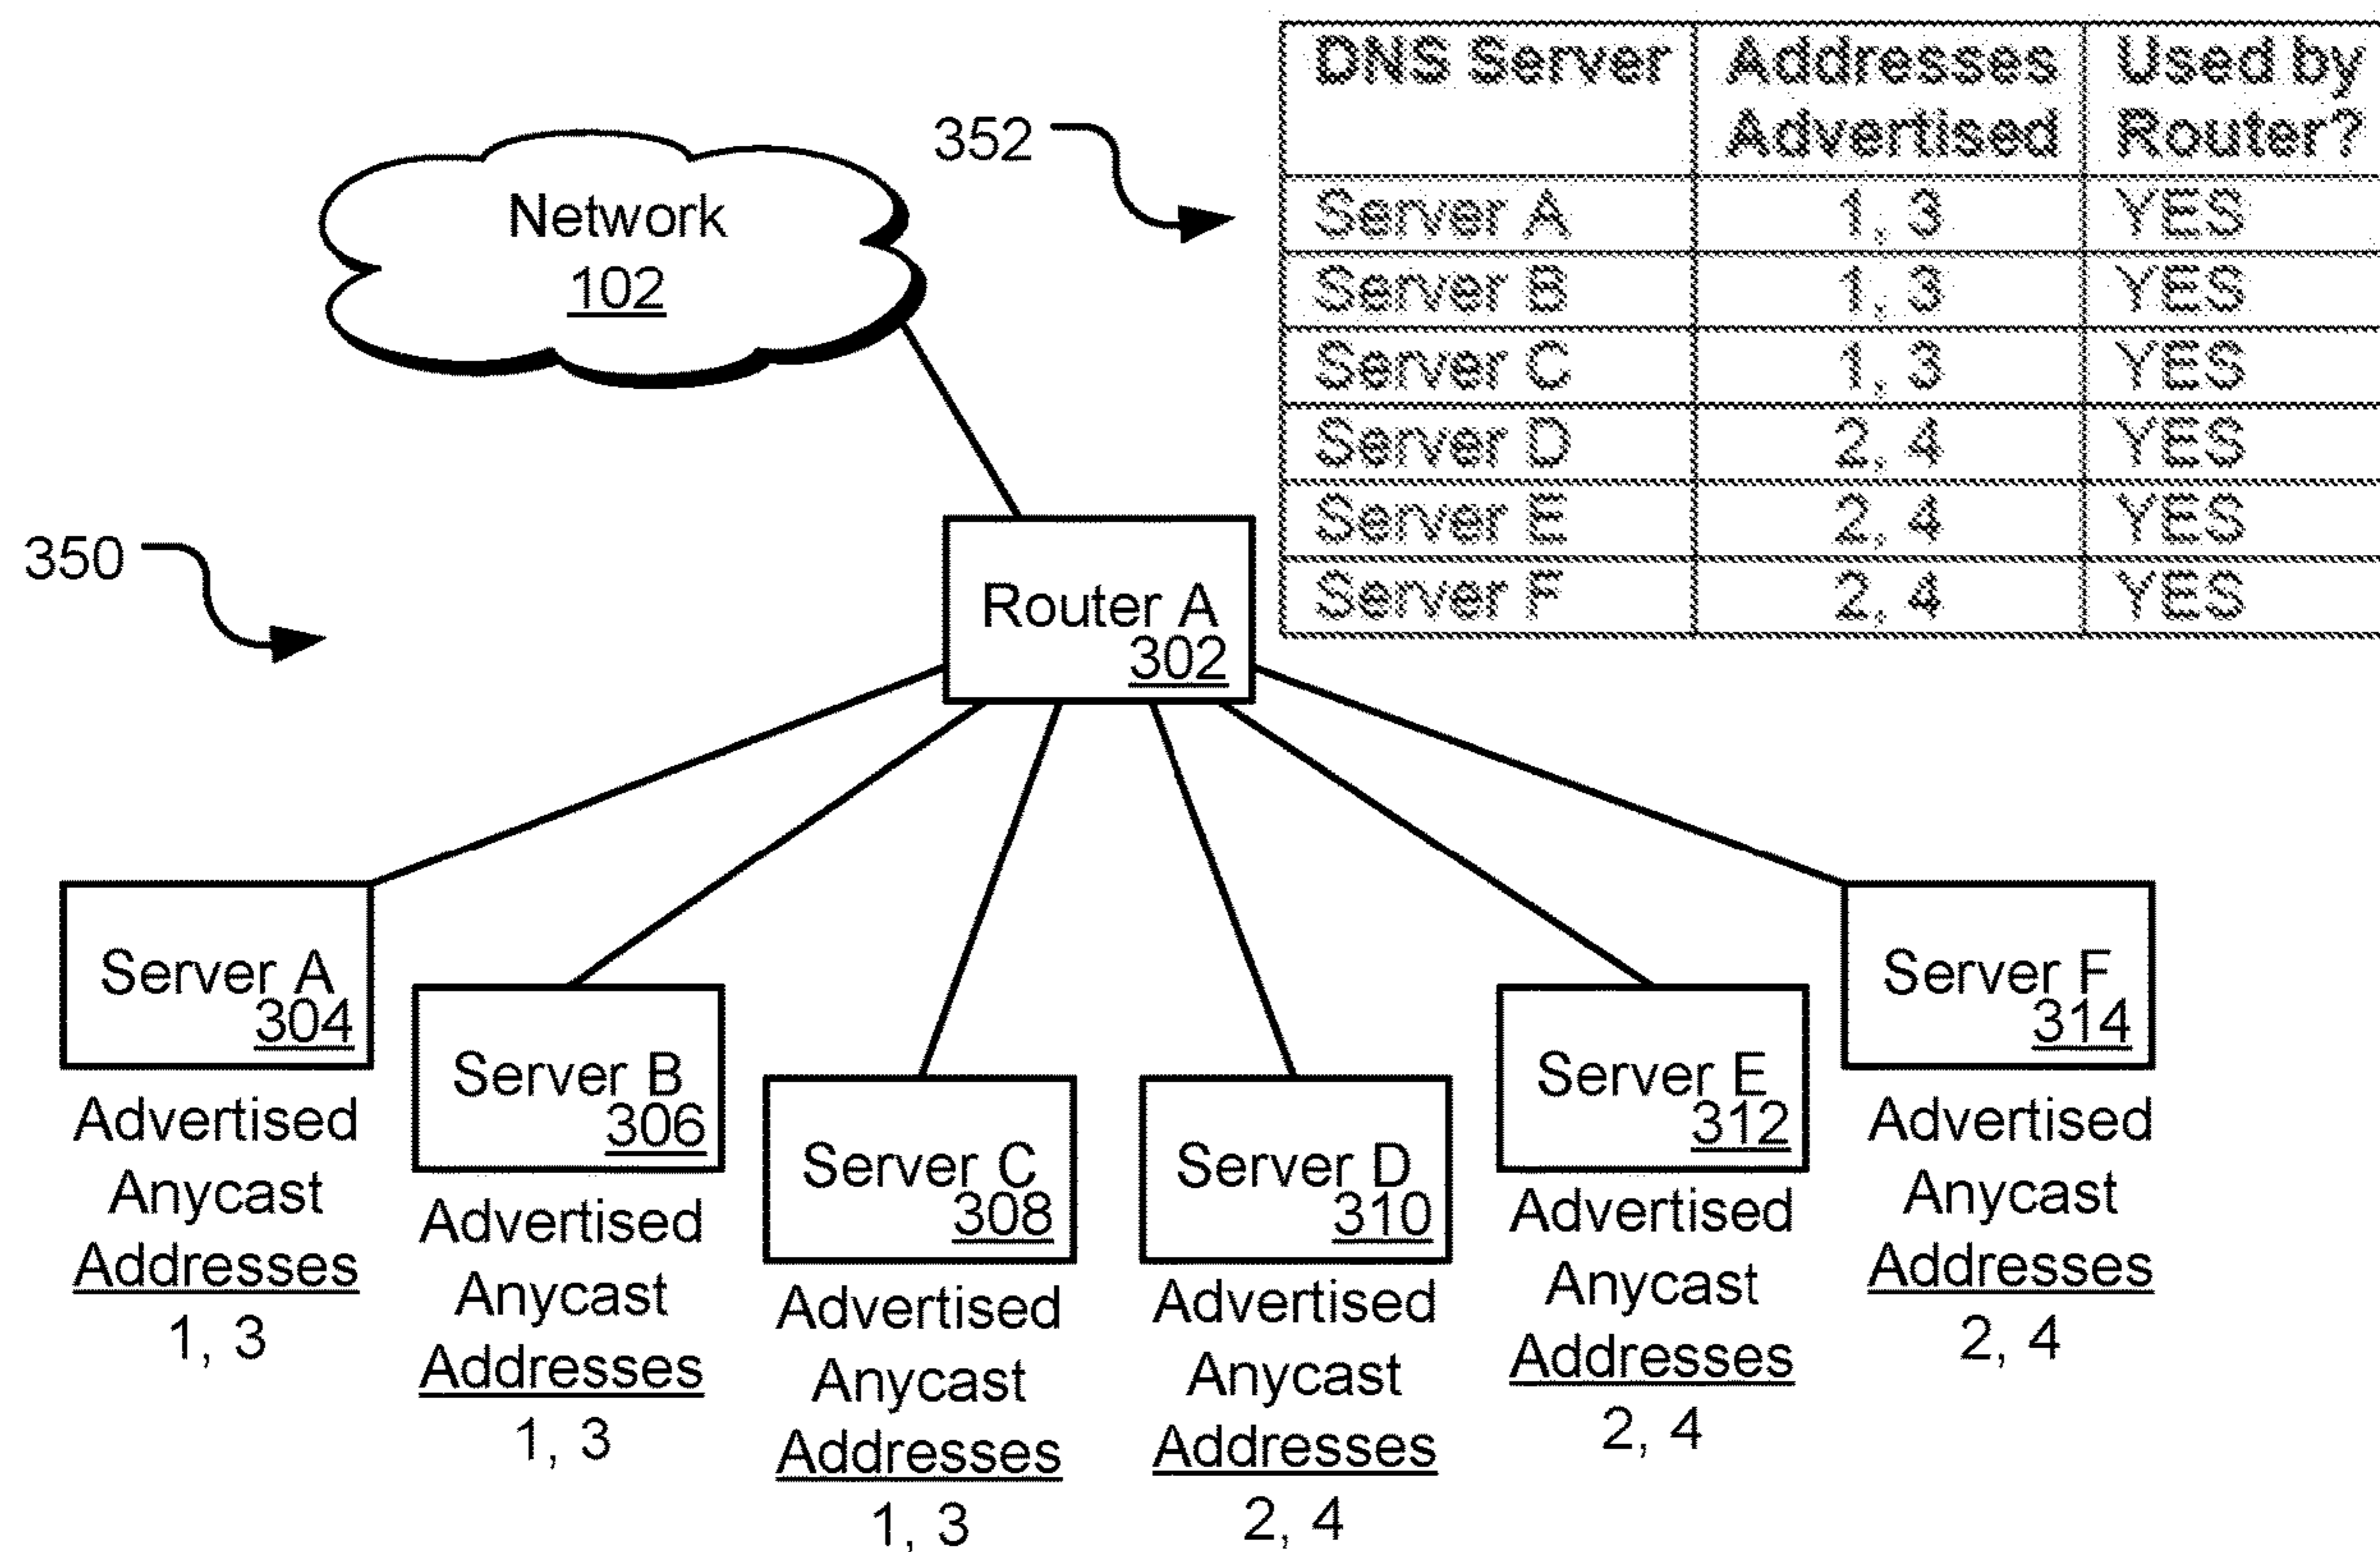 Network
102
352
DNS Server
Addresses
Advertised
Used by
Router?
Server A
1, 3
YES
Server B
1, 3
YES
Server C
1, 3
YES
Server D
2, 4
YES
Server E
2, 4
YES
Server F
2, 4
YES
350
Router A
302
Server A
304
Advertised
Anycast
Addresses
1, 3
Server B
306
Advertised
Anycast
Addresses
1, 3
Server C
308
Advertised
Anycast
Addresses
1, 3
Server D
310
Advertised
Anycast
Addresses
2, 4
Server E
312
Advertised
Anycast
Addresses
2, 4
Server F
314
Advertised
Anycast
Addresses
2, 4